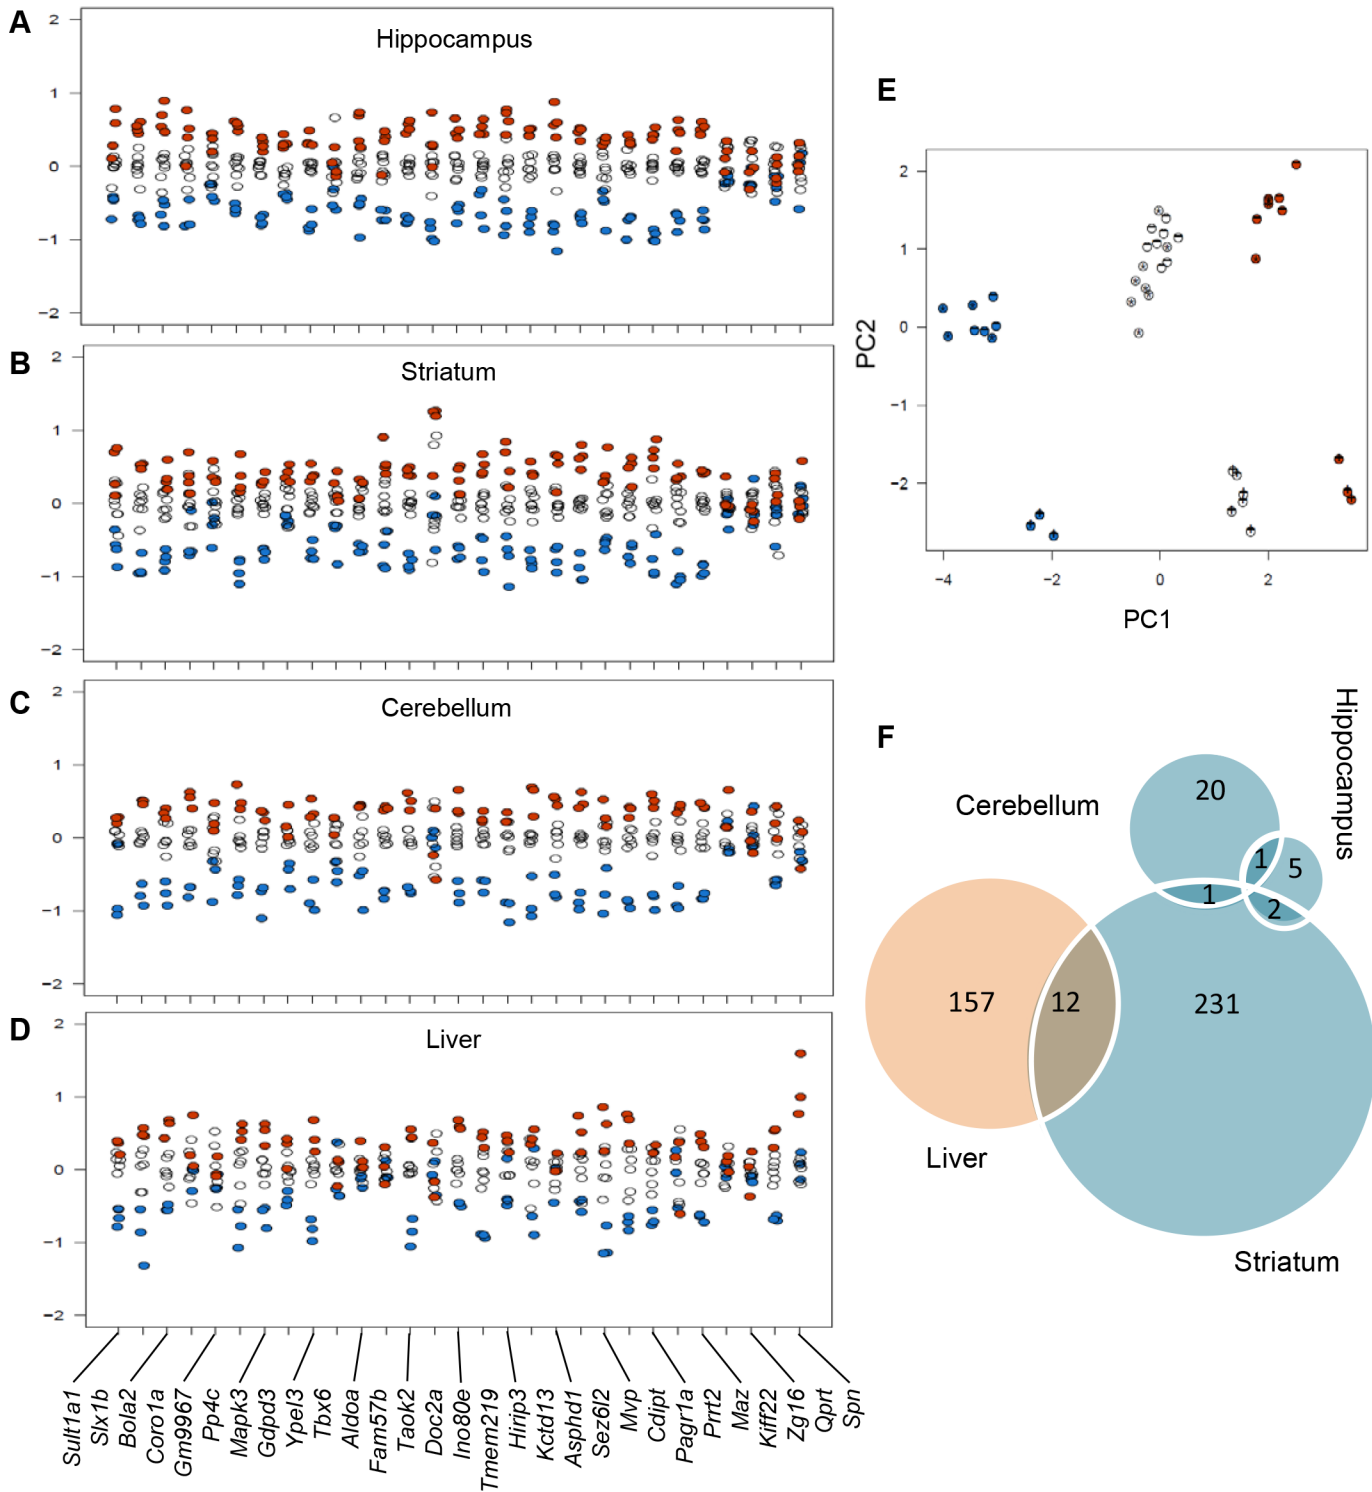 A
Hippocampus
2
1
0
−1
−2
B
Striatum
2
1
0
−1
−2
C
Cerebellum
2
1
0
−1
−2
D
Liver
2
1
0
−1
−2
Sult1a1
Slx1b
Bola2
Coro1a
Gm9967
Pp4c
Mapk3
Gdpd3
Ypel3
Tbx6
Aldoa
Fam57b
Taok2
Doc2a
Ino80e
Tmem219
Hirip3
Kctd13
Asphd1
Sez6l2
Mvp
Cdipt
Pagr1a
Prrt2
Maz
Kiff22
Zg16
Qprt
Spn
E
PC2
2
1
0
−1
−2
−4
−2
0
2
PC1
F
Cerebellum
Hippocampus
20
1
5
1
2
157
12
231
Liver
Striatum